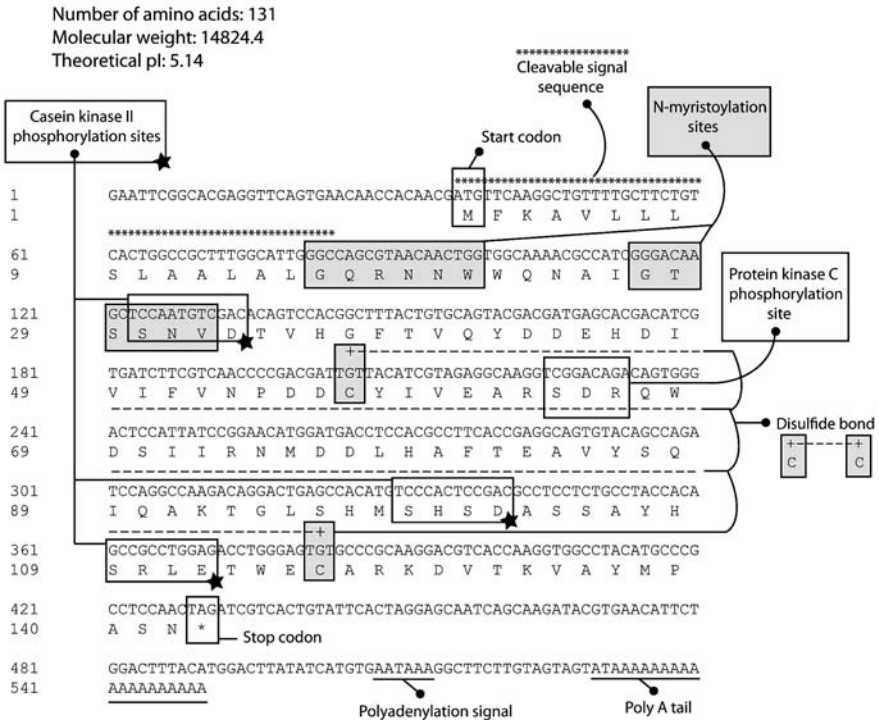 Number of amino acids: 131
Molecular weight: 14824.4
Theoretical pI: 5.14
******************
Cleavable signal
sequence
N-myristoylation
sites
Casein kinase II
phosphorylation sites
Start codon
1 GAATTCGGCACGAGGTTCAGTGAACAACCACAACGATGTTCAAGGCTGTTTTGCTTCTGT
1 M F K A V L L L
61 CACTGGCCGCTTTGGCATTGGGCCAGCGTAACAACTGGTGGCAAAACGCCATCGGGACAA
9 S L A A L A L G Q R N N W W Q N A I G T
Protein kinase C
phosphorylation
site
121 GCTCCAATGTCGACACAGTCCACGGCTTTACTGTGCAGTACGACGATGAGCACGACATCG
29 S S N V D T V H G F T V Q Y D D E H D I
181 TGATCTTCGTCAACCCCGACGATTGTTACATCGTAGAGGCAAGGTCGGACAGACAGTGGG
49 V I F V N P D D C Y I V E A R S D R Q W
241 ACTCCATTATCCGGAACATGGATGACCTCCACGCCTTCACCGAGGCAGTGTACAGCCAGA
69 D S I I R N M D D L H A F T E A V Y S Q
Disulfide bond
+ - - - - - - +
C C
301 TCCAGGCCAAGACAGGACTGAGCCACATGTCCCACTCCGACGCCTCCTCTGCCTACCACA
89 I Q A K T G L S H M S H S D A S S A Y H
361 GCCGCCTGGAGACCTGGGAGTGTGCCCGCAAGGACGTCACCAAGGTGGCCTACATGCCCG
109 S R L E T W E C A R K D V T K V A Y M P
421 CCTCCAACTAGATCGTCACTGTATTCACTAGGAGCAATCAGCAAGATACGTGAACATTCT
140 A S N *
Stop codon
481 GGACTTTACATGGACTTATATCATGTGAATAAAGGCTTCTTGTAGTAGTATAAAAAAAAA
541 AAAAAAAAAA
Polyadenylation signal
Poly A tail